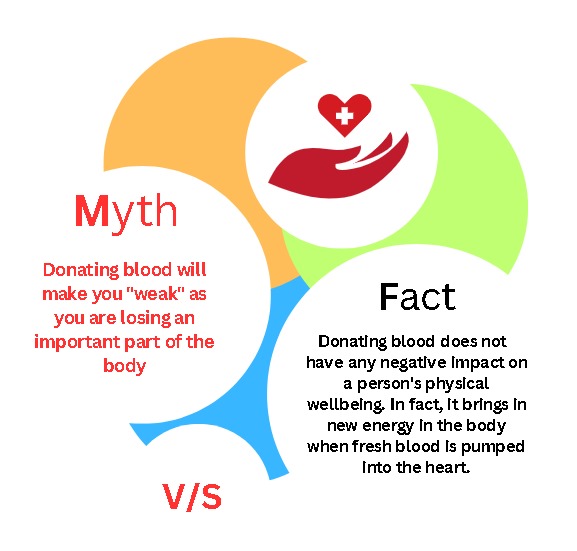 Myth
Donating blood will
make you "weak" as
you are losing an
important part of the
body
V/S
Fact
Donating blood does not
have any negative impact on
a person's physical
wellbeing. In fact, it brings in
new energy in the body
when fresh blood is pumped
into the heart.